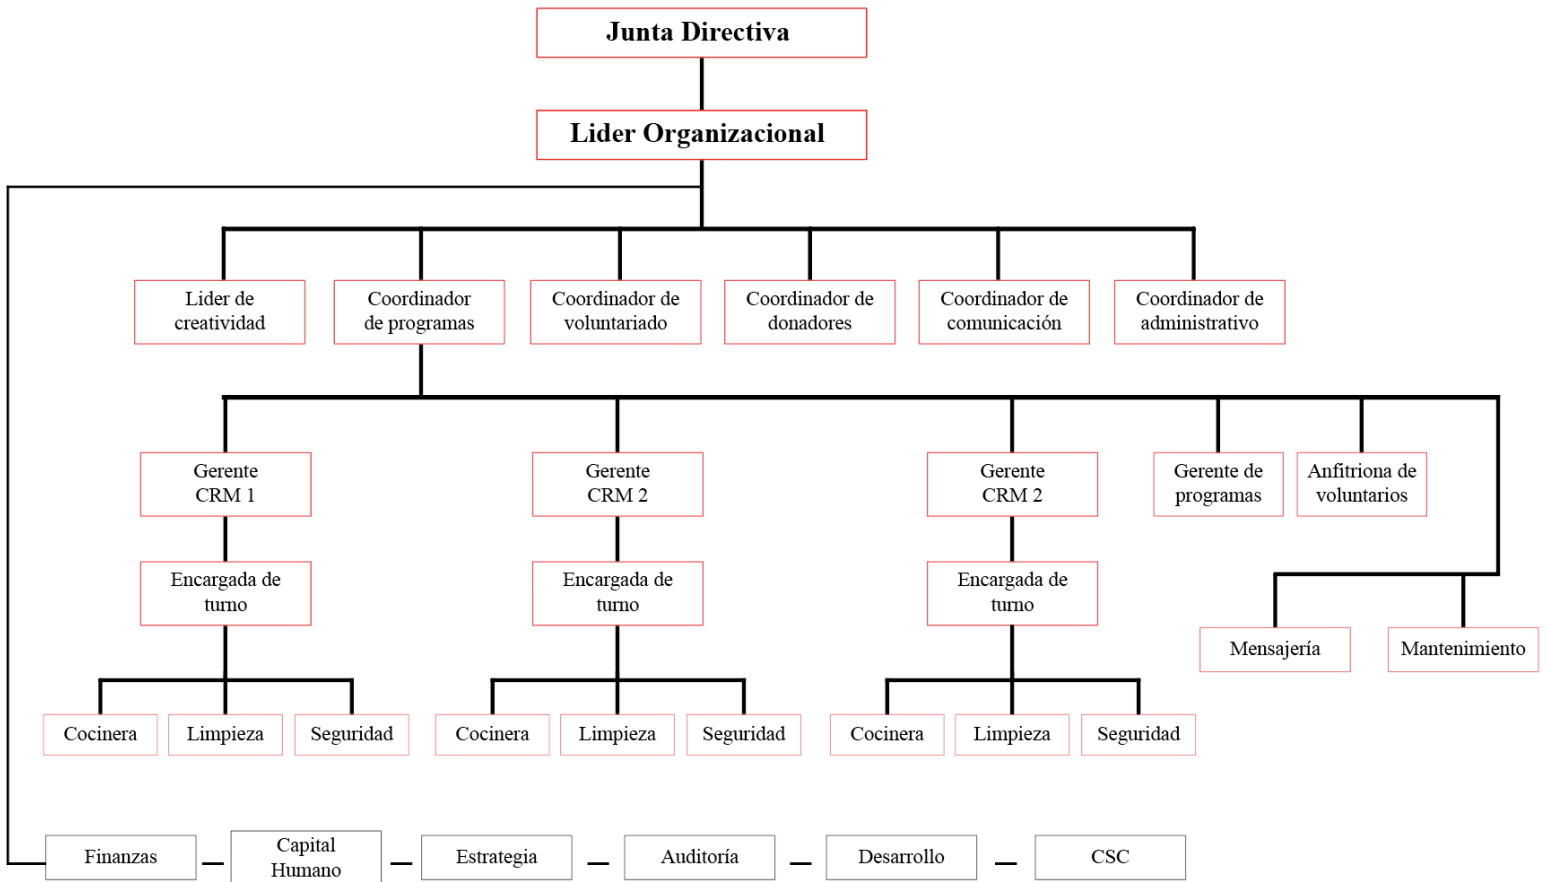 Junta Directiva
Lider Organizacional
Lider de
creatividad
Coordinador
de programas
Coordinador de
voluntariado
Coordinador de
donadores
Coordinador de
comunicación
Coordinador de
administrativo
Gerente
CRM 1
Gerente
CRM 2
Gerente
CRM 2
Gerente de
programas
Anfitriona de
voluntarios
Encargada de
turno
Encargada de
turno
Encargada de
turno
Mensajería
Mantenimiento
Cocinera
Limpieza
Seguridad
Cocinera
Limpieza
Seguridad
Cocinera
Limpieza
Seguridad
Finanzas
Capital
Humano
Estrategia
Auditoría
Desarrollo
CSC